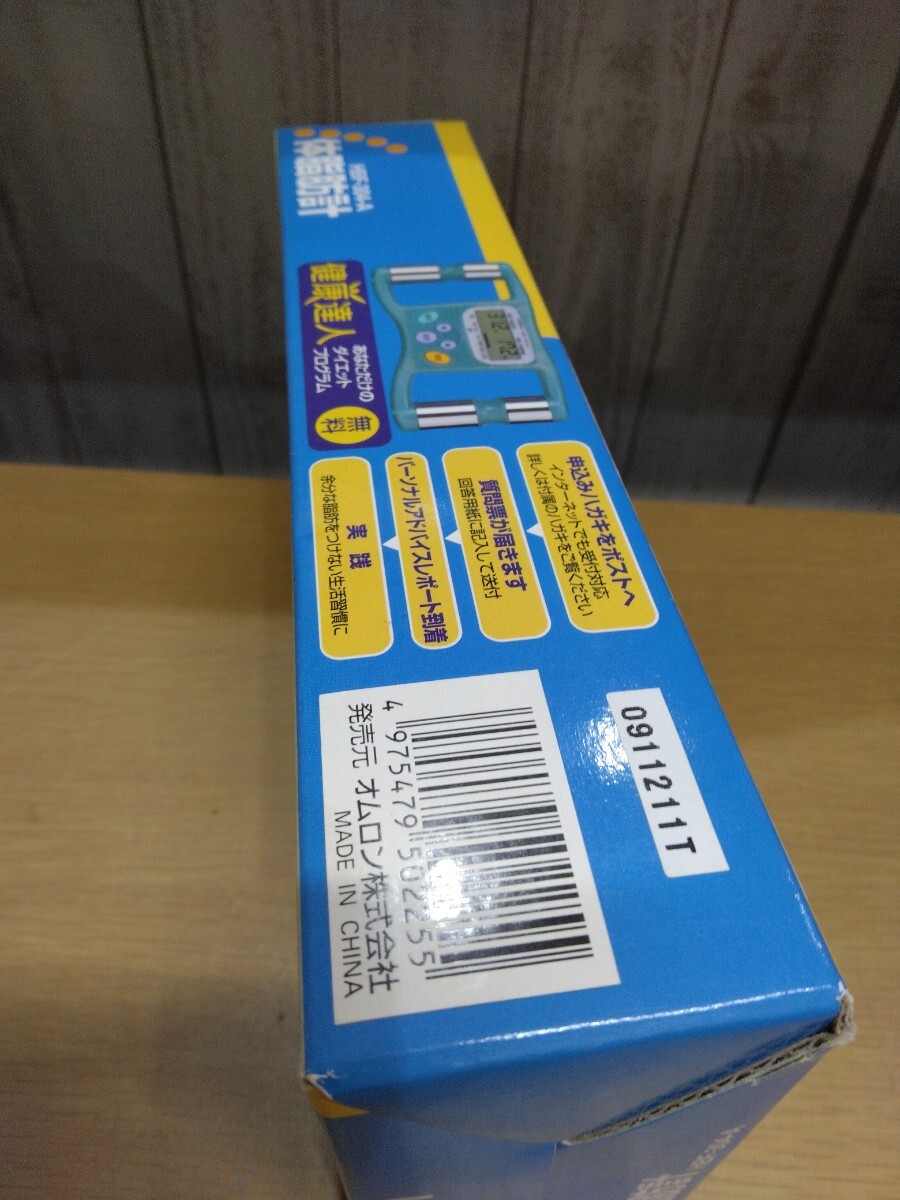 HBF-304-A
体脂肪計
健康達人
あなただけの
ダイエット
プログラム
無料
申込みハガキをポストへ
インターネットでも受付対応
詳しくは付属のハガキをご覧ください
質問票が届きます
回答用紙に記入して送付
パーソナルアドバイスレポート到着
実践
余分な脂肪をつけない生活習慣に
09112111T
4 975479 502255
発売元 オムロン株式会社
MADE IN CHINA